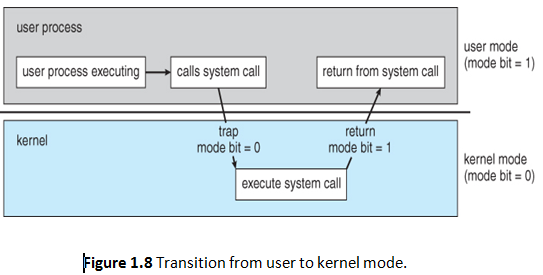 user process
user process executing
calls system call
return from system call
user mode
(mode bit = 1)
kernel
trap
mode bit = 0
return
mode bit = 1
execute system call
kernel mode
(mode bit = 0)
Figure 1.8 Transition from user to kernel mode.